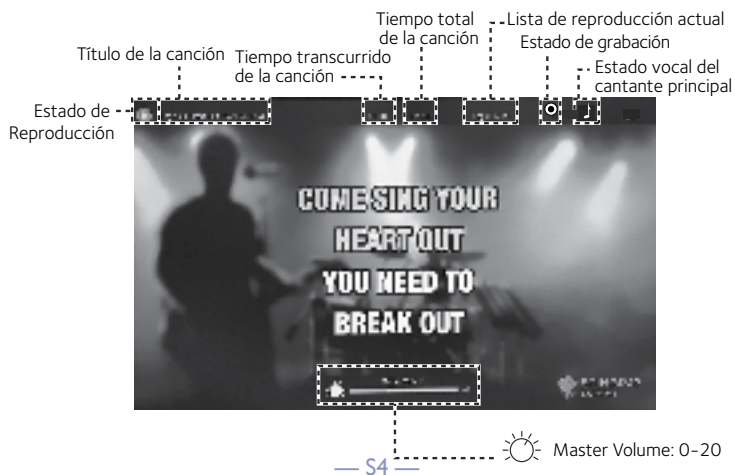 Tiempo total
de la canción
Lista de reproducción actual
Estado de grabación
Título de la canción
Tiempo transcurrido
de la canción
Estado vocal del
cantante principal
Estado de
Reproducción
COME SING YOUR
HEART OUT
YOU NEED TO
BREAK OUT
Master Volume: 0-20
— S4 —